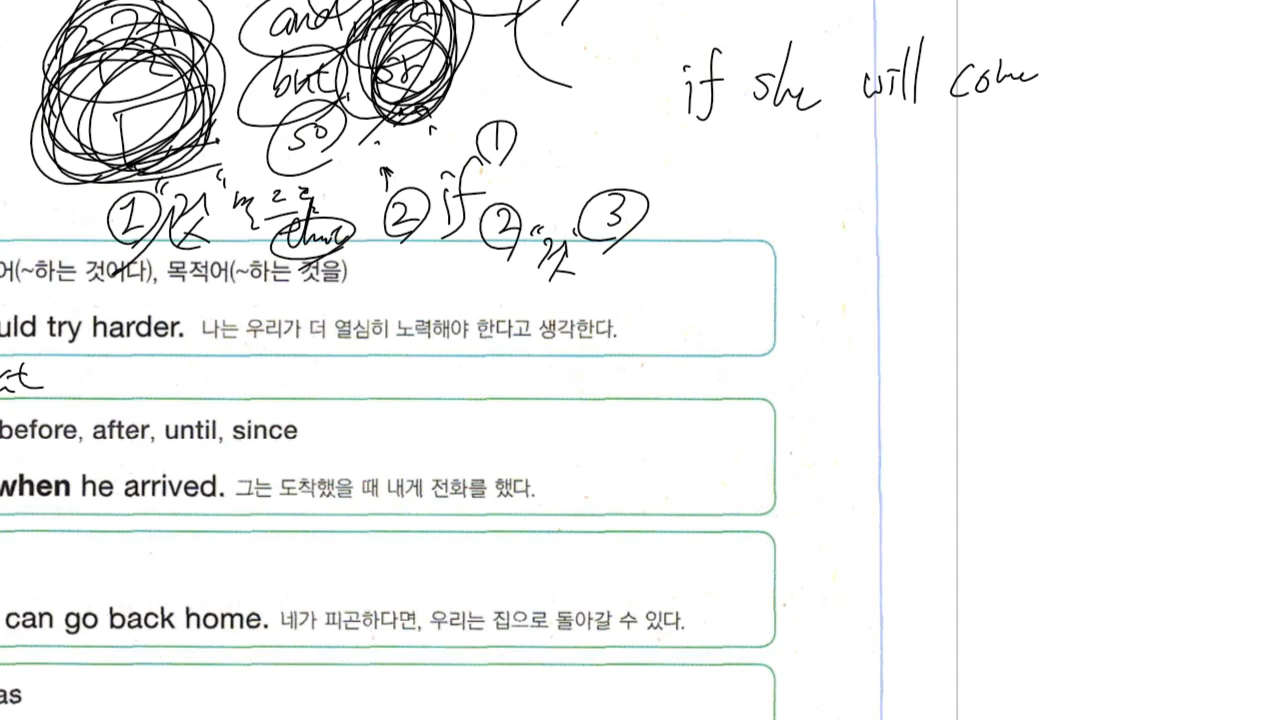 and
but
if she will come
so
① "것" ② if ① ② "것" ③
어(~하는 것이다), 목적어(~하는 것을)
uld try harder. 나는 우리가 더 열심히 노력해야 한다고 생각한다.
before, after, until, since
when he arrived. 그는 도착했을 때 내게 전화를 했다.
can go back home. 네가 피곤하다면, 우리는 집으로 돌아갈 수 있다.
as